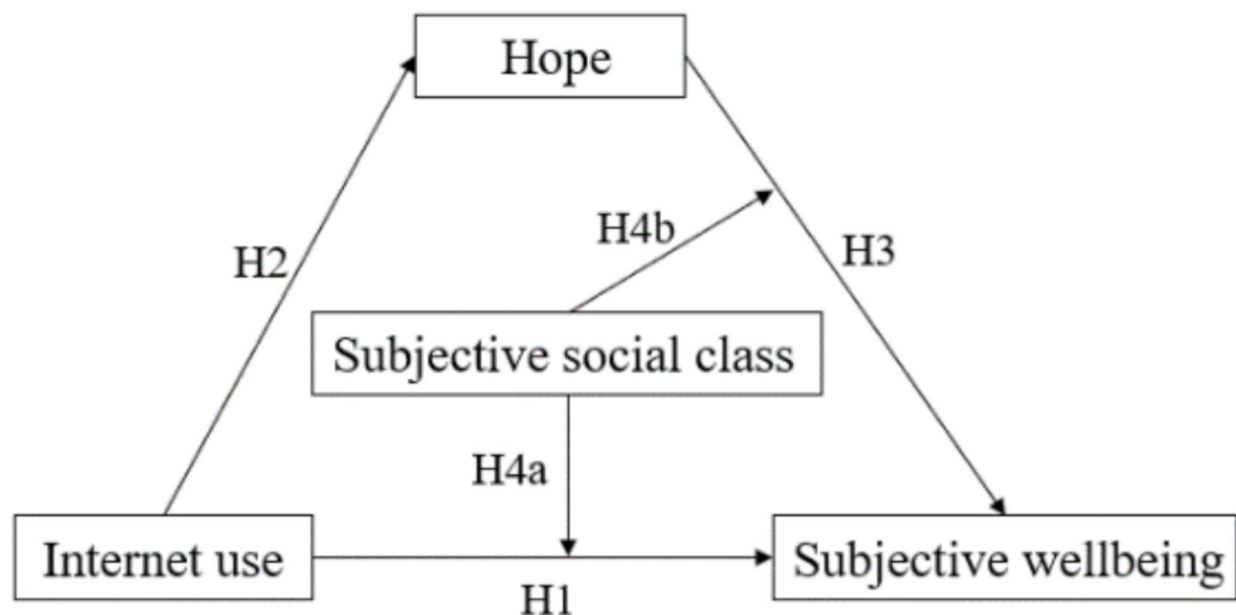 Hope
H4b
H2
H3
Subjective social class
H4a
Internet use
Subjective wellbeing
H1